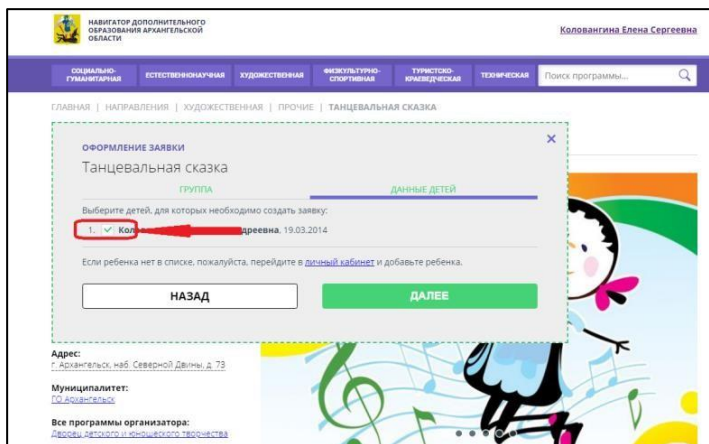 НАВИГАТОР ДОПОЛНИТЕЛЬНОГО
ОБРАЗОВАНИЯ АРХАНГЕЛЬСКОЙ
ОБЛАСТИ
Коловангина Елена Сергеевна
СОЦИАЛЬНО-
ГУМАНИТАРНАЯ
ЕСТЕСТВЕННОНАУЧНАЯ
ХУДОЖЕСТВЕННАЯ
ФИЗКУЛЬТУРНО-
СПОРТИВНАЯ
ТУРИСТСКО-
КРАЕВЕДЧЕСКАЯ
ТЕХНИЧЕСКАЯ
Поиск программы...
ГЛАВНАЯ | НАПРАВЛЕНИЯ | ХУДОЖЕСТВЕННАЯ | ПРОЧИЕ | ТАНЦЕВАЛЬНАЯ СКАЗКА
ОФОРМЛЕНИЕ ЗАЯВКИ
Танцевальная сказка
ГРУППА
ДАННЫЕ ДЕТЕЙ
Выберите детей, для которых необходимо создать заявку:
1. 19.03.2014
Если ребенка нет в списке, пожалуйста, перейдите в личный кабинет и добавьте ребенка.
НАЗАД
ДАЛЕЕ
Адрес:
г. Архангельск, наб. Северной Двины, д. 73
Муниципалитет:
ГО Архангельск
Все программы организатора:
Дворец детского и юношеского творчества